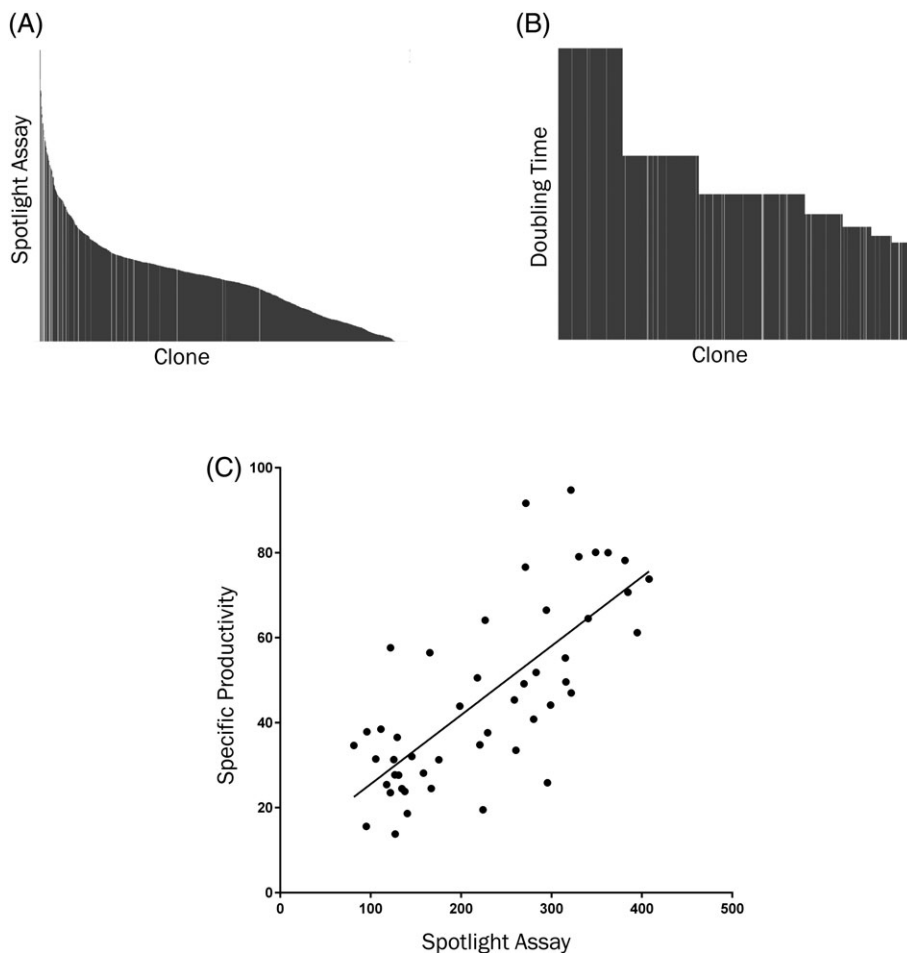 (A)
Spotlight Assay
Clone
(B)
Doubling Time
Clone
(C)
100
80
60
40
20
0
Specific Productivity
0 100 200 300 400 500
Spotlight Assay